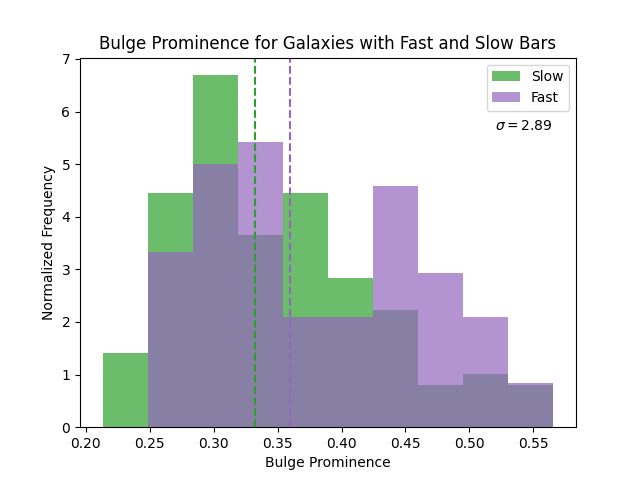 Bulge Prominence for Galaxies with Fast and Slow Bars
Slow
Fast
σ = 2.89
Normalized Frequency
7
6
5
4
3
2
1
0
0.20 0.25 0.30 0.35 0.40 0.45 0.50 0.55
Bulge Prominence